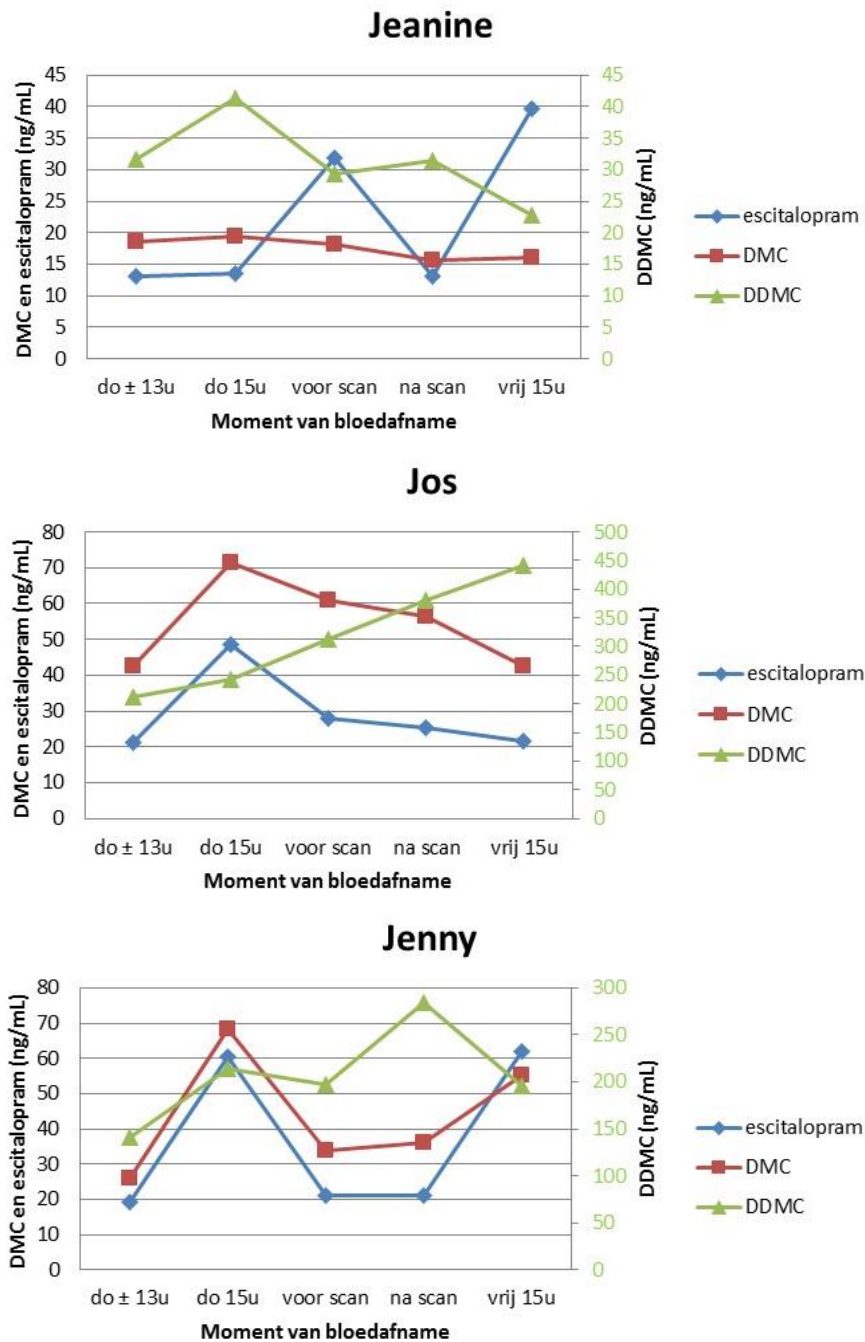 Jeanine
DMC en escitalopram (ng/mL)
45
40
35
30
25
20
15
10
5
0
45
40
35
30
25
20
15
10
5
0
DDMC (ng/mL)
do ± 13u do 15u voor scan na scan vrij 15u
Moment van bloedafname
escitalopram
DMC
DDMC
Jos
DMC en escitalopram (ng/mL)
80
70
60
50
40
30
20
10
0
500
450
400
350
300
250
200
150
100
50
0
DDMC (ng/mL)
do ± 13u do 15u voor scan na scan vrij 15u
Moment van bloedafname
escitalopram
DMC
DDMC
Jenny
DMC en escitalopram (ng/mL)
80
70
60
50
40
30
20
10
0
300
250
200
150
100
50
0
DDMC (ng/mL)
do ± 13u do 15u voor scan na scan vrij 15u
Moment van bloedafname
escitalopram
DMC
DDMC